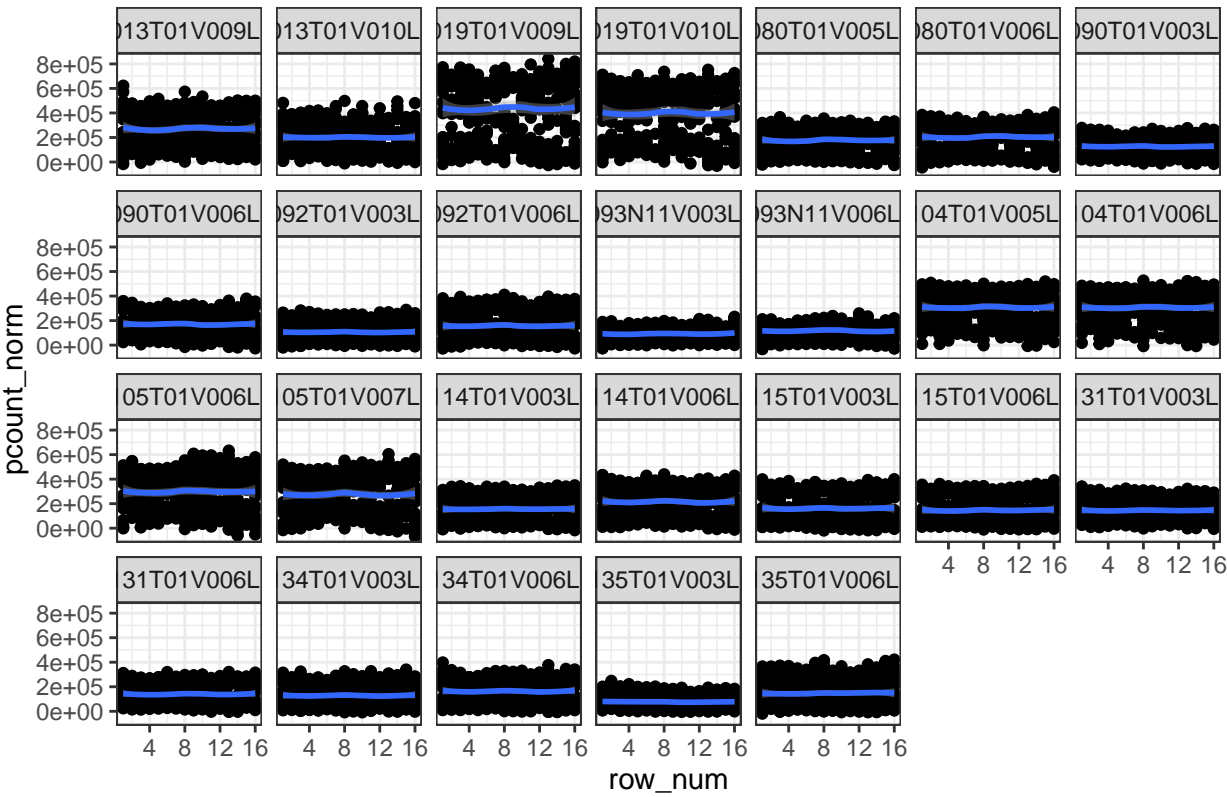 013T01V009L 013T01V010L 019T01V009L 019T01V010L 080T01V005L 080T01V006L 090T01V003L
8e+05
6e+05
4e+05
2e+05
0e+00
090T01V006L 092T01V003L 092T01V006L 093N11V003L 093N11V006L 04T01V005L 04T01V006L
8e+05
6e+05
4e+05
2e+05
0e+00
pcount_norm
05T01V006L 05T01V007L 14T01V003L 14T01V006L 15T01V003L 15T01V006L 31T01V003L
8e+05
6e+05
4e+05
2e+05
0e+00
4 8 12 16 4 8 12 16
31T01V006L 34T01V003L 34T01V006L 35T01V003L 35T01V006L
8e+05
6e+05
4e+05
2e+05
0e+00
4 8 12 16 4 8 12 16 4 8 12 16 4 8 12 16 4 8 12 16
row_num